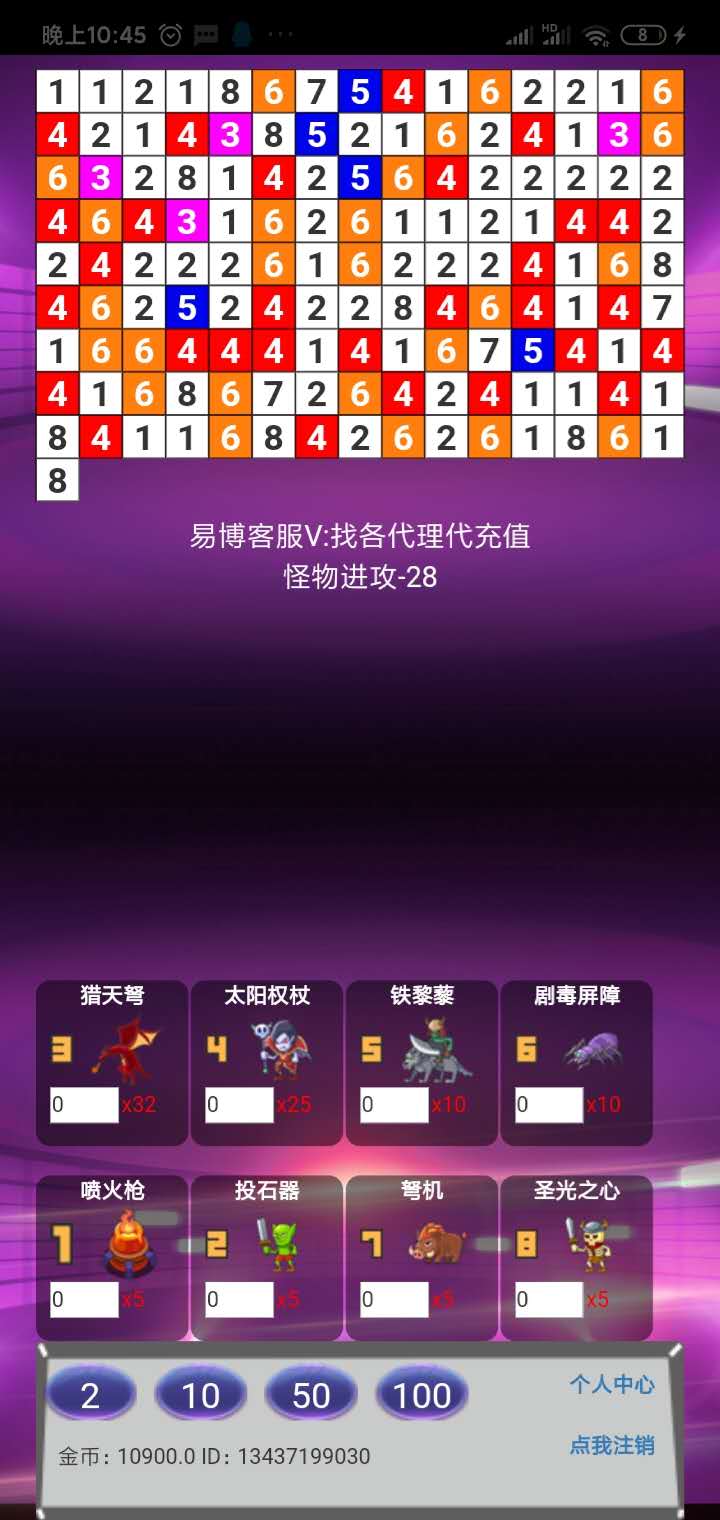 晚上10:45 HD 8
1 1 2 1 8 6 7 5 4 1 6 2 2 1 6
4 2 1 4 3 8 5 2 1 6 2 4 1 3 6
6 3 2 8 1 4 2 5 6 4 2 2 2 2 2
4 6 4 3 1 6 2 6 1 1 2 1 4 4 2
2 4 2 2 2 6 1 6 2 2 2 4 1 6 8
4 6 2 5 2 4 2 2 8 4 6 4 1 4 7
1 6 6 4 4 4 1 4 1 6 7 5 4 1 4
4 1 6 8 6 7 2 6 4 2 4 1 1 4 1
8 4 1 1 6 8 4 2 6 2 6 1 8 6 1
8
易博客服V:找各代理代充值
怪物进攻-28
猎天弩 太阳权杖 铁黎藜 剧毒屏障
3 4 5 6
0 x32 0 x25 0 x10 0 x10
喷火枪 投石器 弩机 圣光之心
1 2 7 8
0 x5 0 x5 0 x5 0 x5
2 10 50 100 个人中心
点我注销
金币: 10900.0 ID: 13437199030